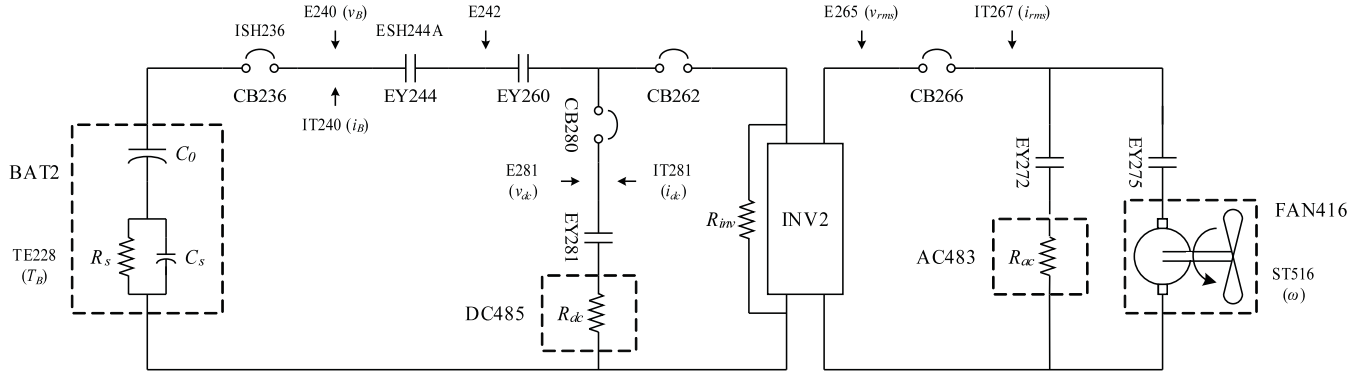 E240 (vB)
E242
E265 (vrms)
IT267 (irms)
ISH236
ESH244A
CB236
EY244
EY260
CB262
CB266
IT240 (iB)
CB280
BAT2
C0
E281
(vdc)
IT281
(idc)
EY272
EY275
Rinv
INV2
FAN416
EY281
TE228
(TB)
Rs
Cs
AC483
Rac
ST516
(ω)
DC485
Rdc